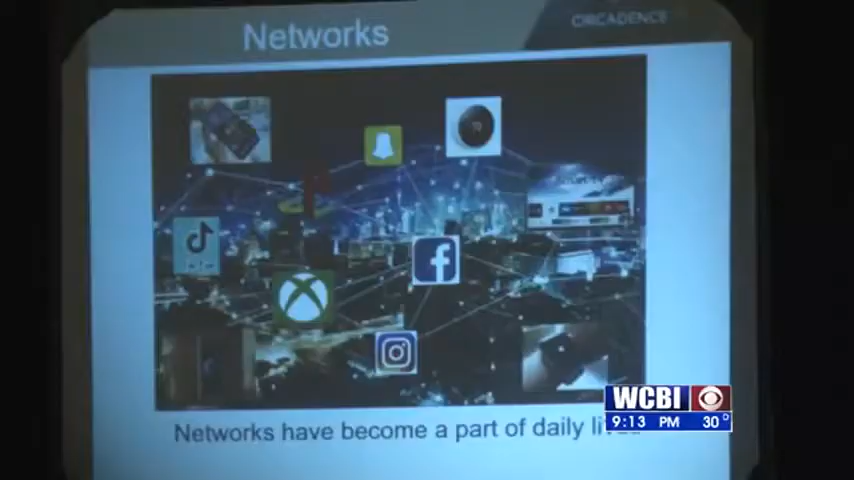 Networks
CIRCADENCE
Networks have become a part of daily
WCBI
9:13 PM 30°